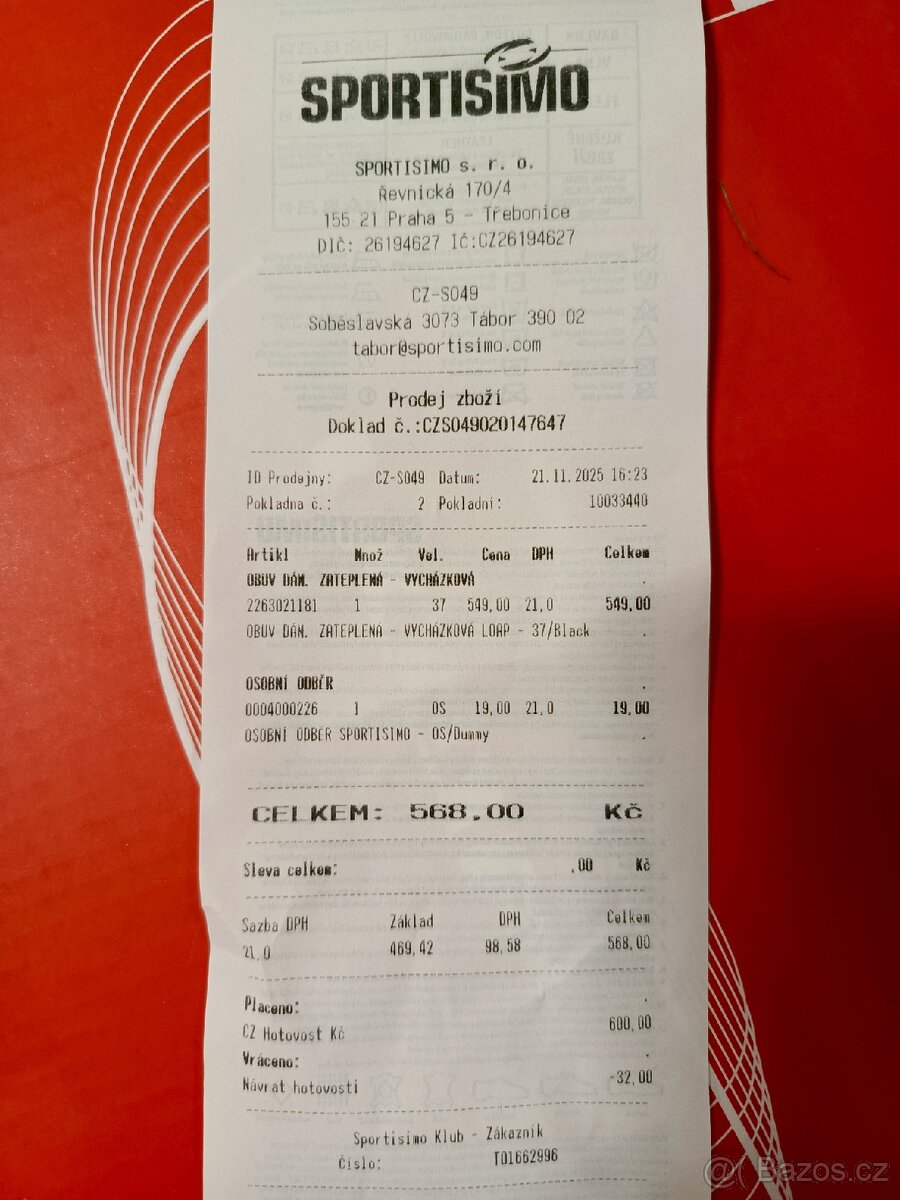 SPORTISIMO
SPORTISIMO s. r. o.
Řevnická 170/4
155 21 Praha 5 - Třebonice
DIČ: 26194627 IČ:CZ26194627
CZ-S049
Soběslavská 3073 Tábor 390 02
tabor@sportisimo.com
Prodej zboží
Doklad č.:CZS049020147647
ID Prodejny: CZ-S049 Datum: 21.11.2025 16:23
Pokladna č.: 2 Pokladní: 10033440
Artikl Množ Vel. Cena DPH Celkem
OBUV DÁM. ZATEPLENÁ - VYCHÁZKOVÁ .
2263021181 1 37 549,00 21,0 549,00
OBUV DÁM. ZATEPLENÁ - VYCHÁZKOVÁ LOAP - 37/Black .
OSOBNÍ ODBĚR .
0004000226 1 OS 19,00 21,0 19,00
OSOBNÍ ODBĚR SPORTISIMO - OS/Dummy .
CELKEM: 568,00 Kč
Sleva celkem: ,00 Kč
Sazba DPH Základ DPH Celkem
21,0 469,42 98,58 568,00
Placeno: .
CZ Hotovost Kč 600,00
Vráceno: .
Návrat hotovosti -32,00
Sportisimo Klub - Zákazník
Číslo: T01662996
@ Bazos.cz